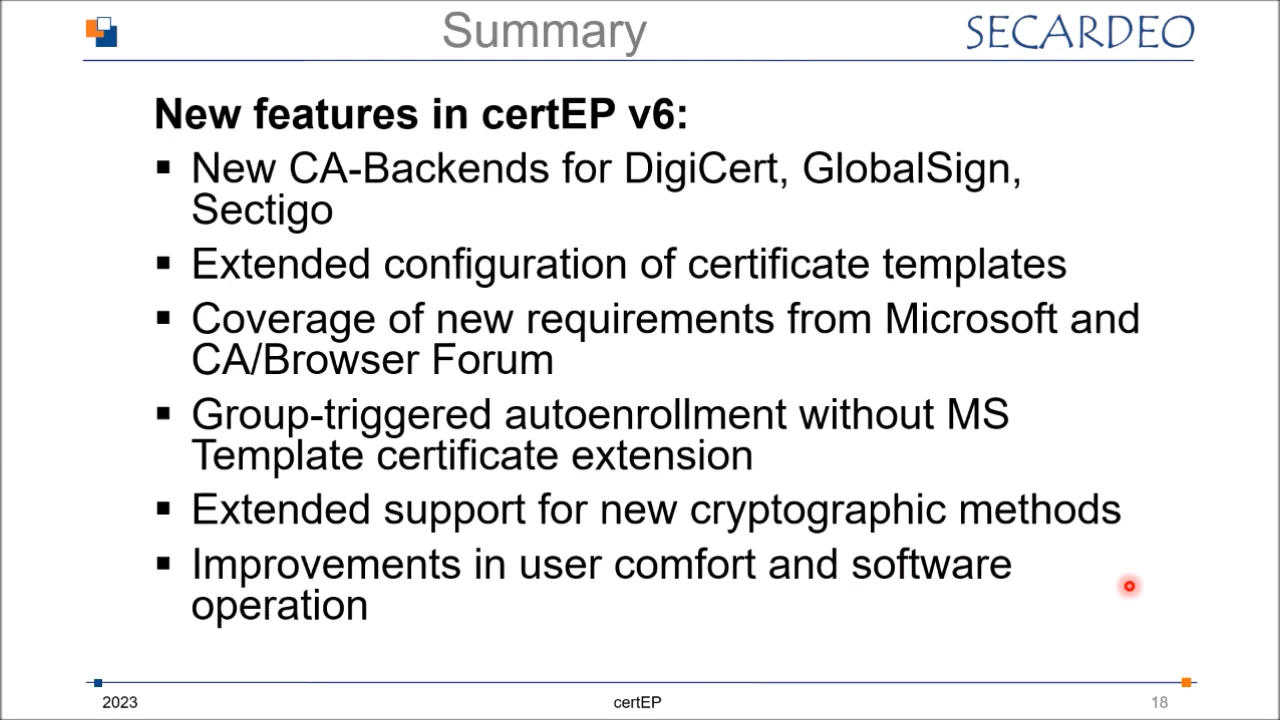 Summary
SECARDEO
New features in certEP v6:
▪ New CA-Backends for DigiCert, GlobalSign,
Sectigo
▪ Extended configuration of certificate templates
▪ Coverage of new requirements from Microsoft and
CA/Browser Forum
▪ Group-triggered autoenrollment without MS
Template certificate extension
▪ Extended support for new cryptographic methods
▪ Improvements in user comfort and software
operation
2023
certEP
18